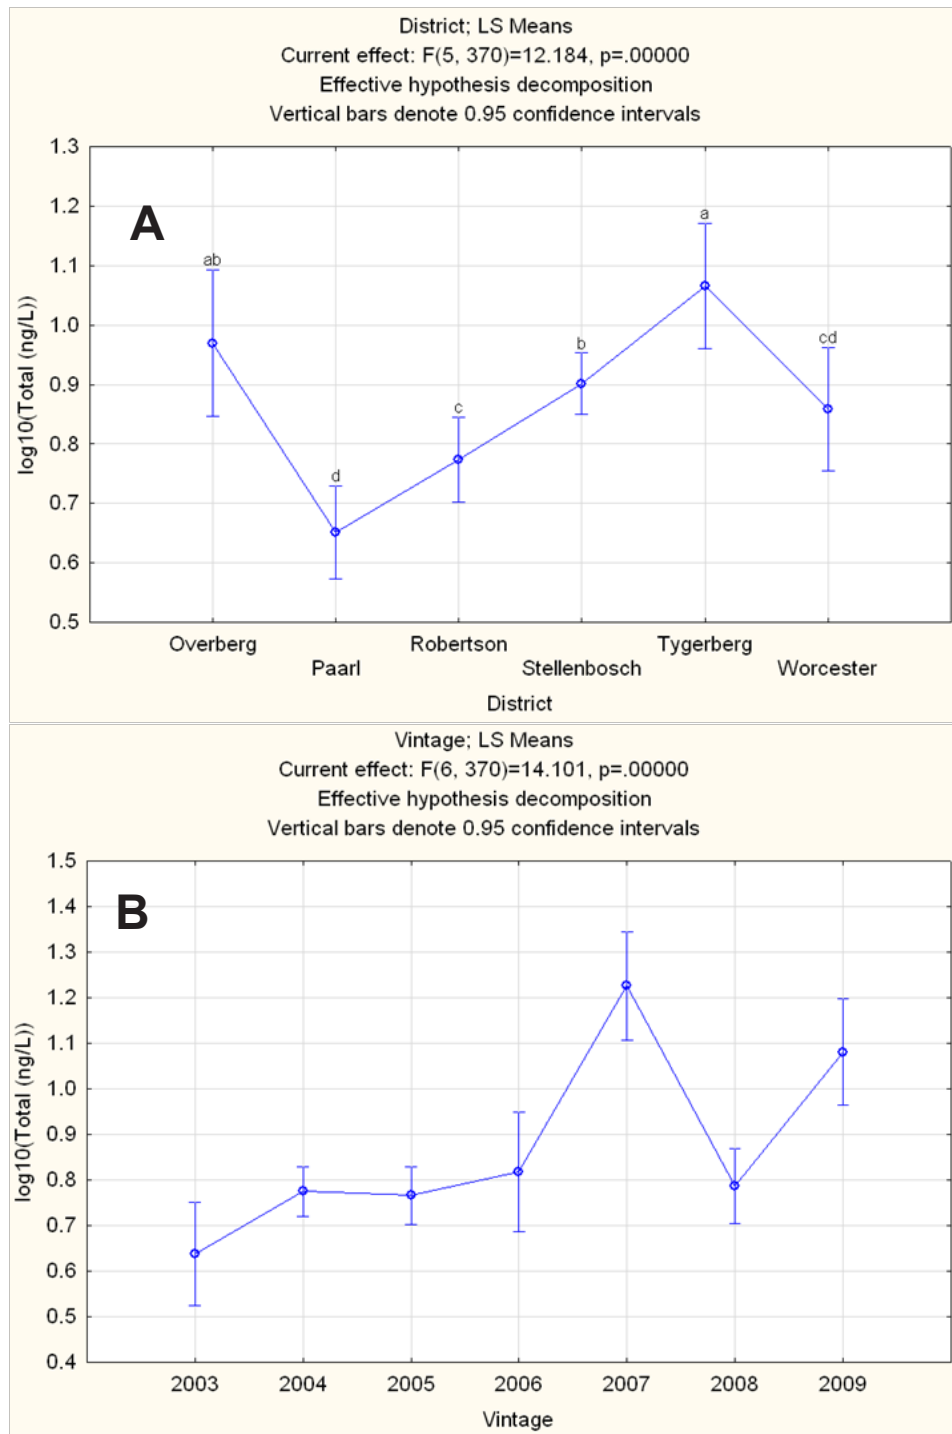 District; LS Means
Current effect: F(5, 370)=12.184, p=.00000
Effective hypothesis decomposition
Vertical bars denote 0.95 confidence intervals
A
log10(Total (ng/L))
1.3
1.2
1.1
1.0
0.9
0.8
0.7
0.6
0.5
ab
d
c
b
a
cd
Overberg
Paarl
Robertson
Stellenbosch
Tygerberg
Worcester
District
Vintage; LS Means
Current effect: F(6, 370)=14.101, p=.00000
Effective hypothesis decomposition
Vertical bars denote 0.95 confidence intervals
B
log10(Total (ng/L))
1.5
1.4
1.3
1.2
1.1
1.0
0.9
0.8
0.7
0.6
0.5
0.4
2003 2004 2005 2006 2007 2008 2009
Vintage